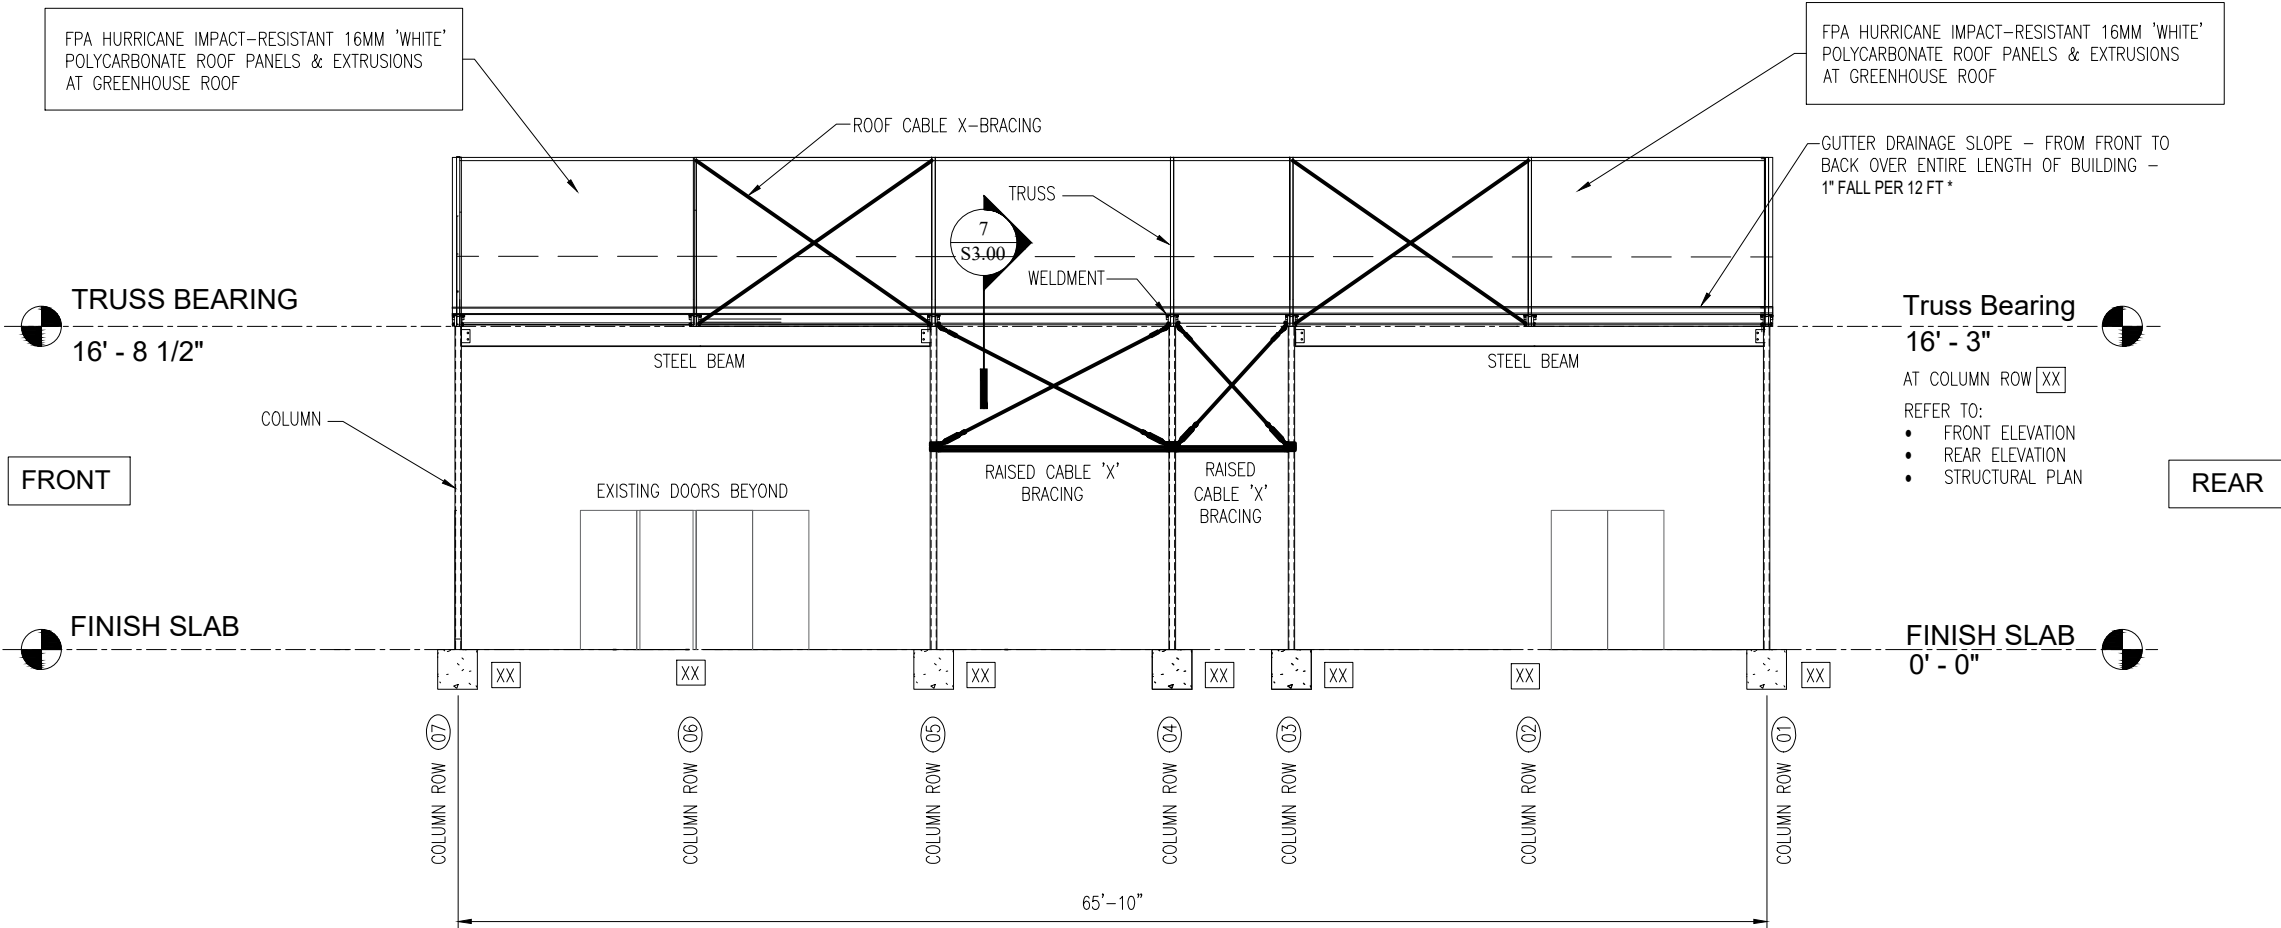 FPA HURRICANE IMPACT-RESISTANT 16MM 'WHITE'
POLYCARBONATE ROOF PANELS & EXTRUSIONS
AT GREENHOUSE ROOF
FPA HURRICANE IMPACT-RESISTANT 16MM 'WHITE'
POLYCARBONATE ROOF PANELS & EXTRUSIONS
AT GREENHOUSE ROOF
ROOF CABLE X-BRACING
GUTTER DRAINAGE SLOPE - FROM FRONT TO
BACK OVER ENTIRE LENGTH OF BUILDING -
1" FALL PER 12 FT *
TRUSS
7
S3.00
WELDMENT
TRUSS BEARING
16' - 8 1/2"
Truss Bearing
16' - 3"
AT COLUMN ROW XX
REFER TO:
• FRONT ELEVATION
• REAR ELEVATION
• STRUCTURAL PLAN
STEEL BEAM
STEEL BEAM
COLUMN
FRONT
REAR
RAISED CABLE 'X'
BRACING
RAISED
CABLE 'X'
BRACING
EXISTING DOORS BEYOND
FINISH SLAB
FINISH SLAB
0' - 0"
XX
XX
XX
XX
XX
XX
XX
COLUMN ROW 07
COLUMN ROW 06
COLUMN ROW 05
COLUMN ROW 04
COLUMN ROW 03
COLUMN ROW 02
COLUMN ROW 01
65'-10"